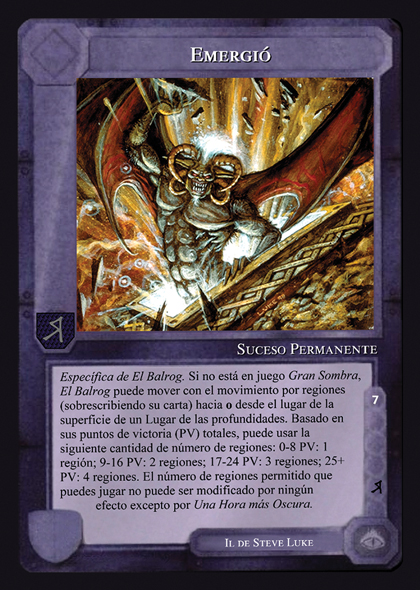 Emergió
Suceso Permanente
Específica de El Balrog. Si no está en juego Gran Sombra,
El Balrog puede mover con el movimiento por regiones
(sobrescribiendo su carta) hacia o desde el lugar de la
superficie de un Lugar de las profundidades. Basado en
sus puntos de victoria (PV) totales, puede usar la
siguiente cantidad de número de regiones: 0-8 PV: 1
región; 9-16 PV: 2 regiones; 17-24 PV: 3 regiones; 25+
PV: 4 regiones. El número de regiones permitido que
puedes jugar no puede ser modificado por ningún
efecto excepto por Una Hora más Oscura.
7
Il de Steve Luke